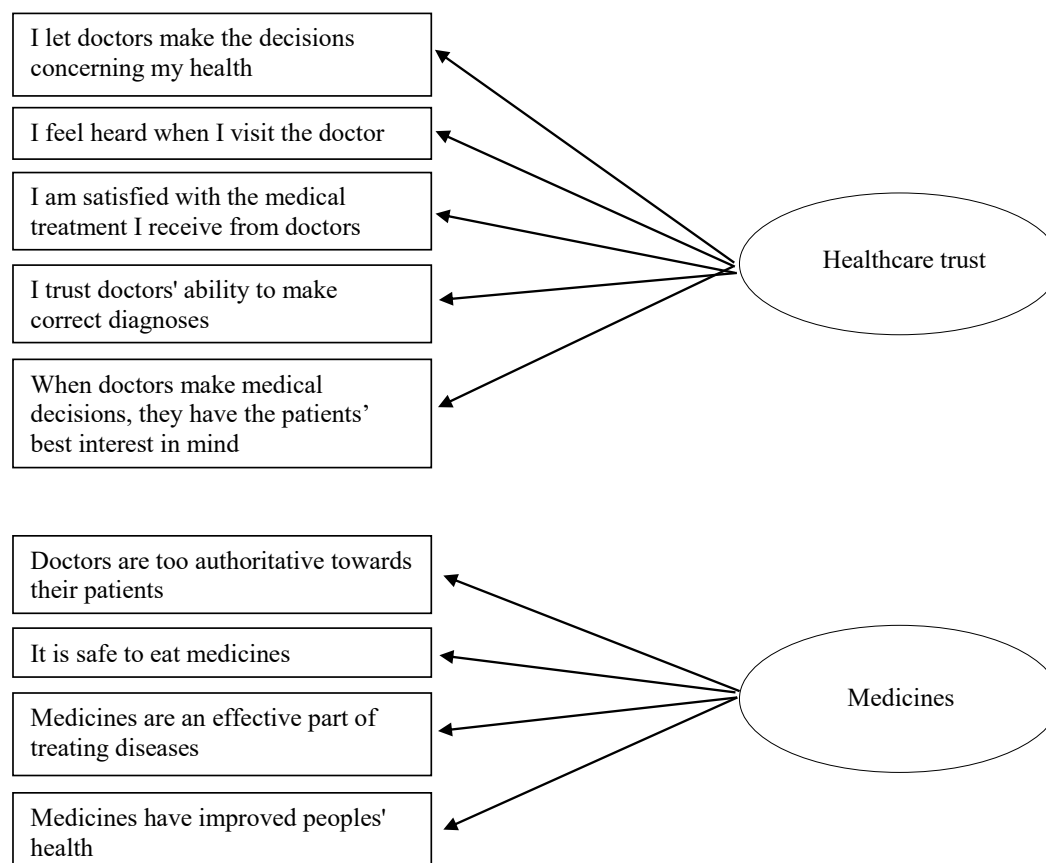 I let doctors make the decisions
concerning my health
I feel heard when I visit the doctor
I am satisfied with the medical
treatment I receive from doctors
I trust doctors' ability to make
correct diagnoses
When doctors make medical
decisions, they have the patients’
best interest in mind
Healthcare trust
Doctors are too authoritative towards
their patients
It is safe to eat medicines
Medicines are an effective part of
treating diseases
Medicines have improved peoples'
health
Medicines